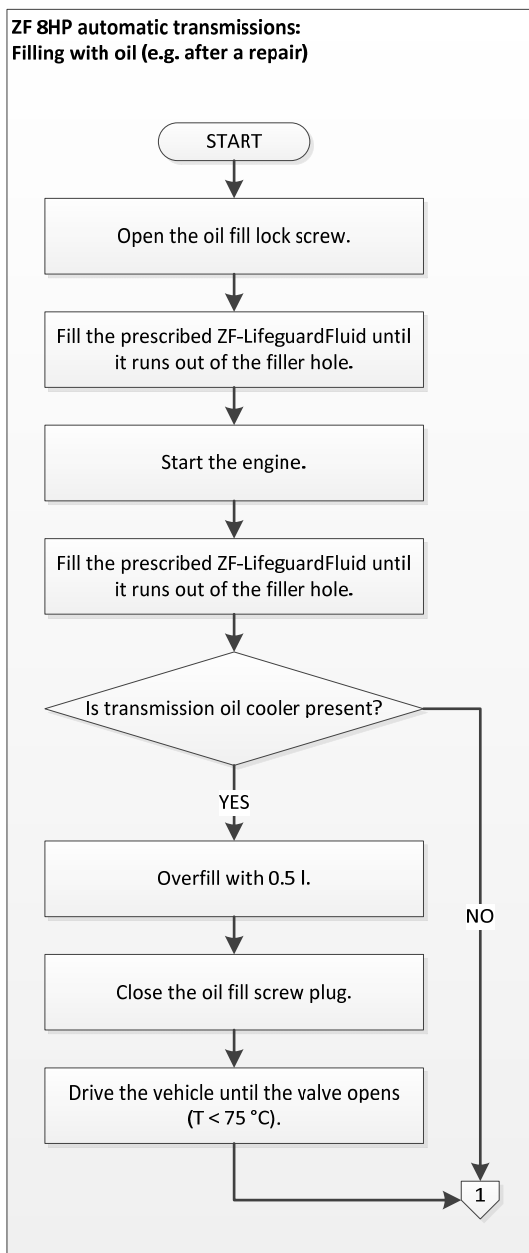 ZF 8HP automatic transmissions:
Filling with oil (e.g. after a repair)
START
Open the oil fill lock screw.
Fill the prescribed ZF-LifeguardFluid until
it runs out of the filler hole.
Start the engine.
Fill the prescribed ZF-LifeguardFluid until
it runs out of the filler hole.
Is transmission oil cooler present?
YES
Overfill with 0.5 l.
NO
Close the oil fill screw plug.
Drive the vehicle until the valve opens
(T < 75 °C).
1